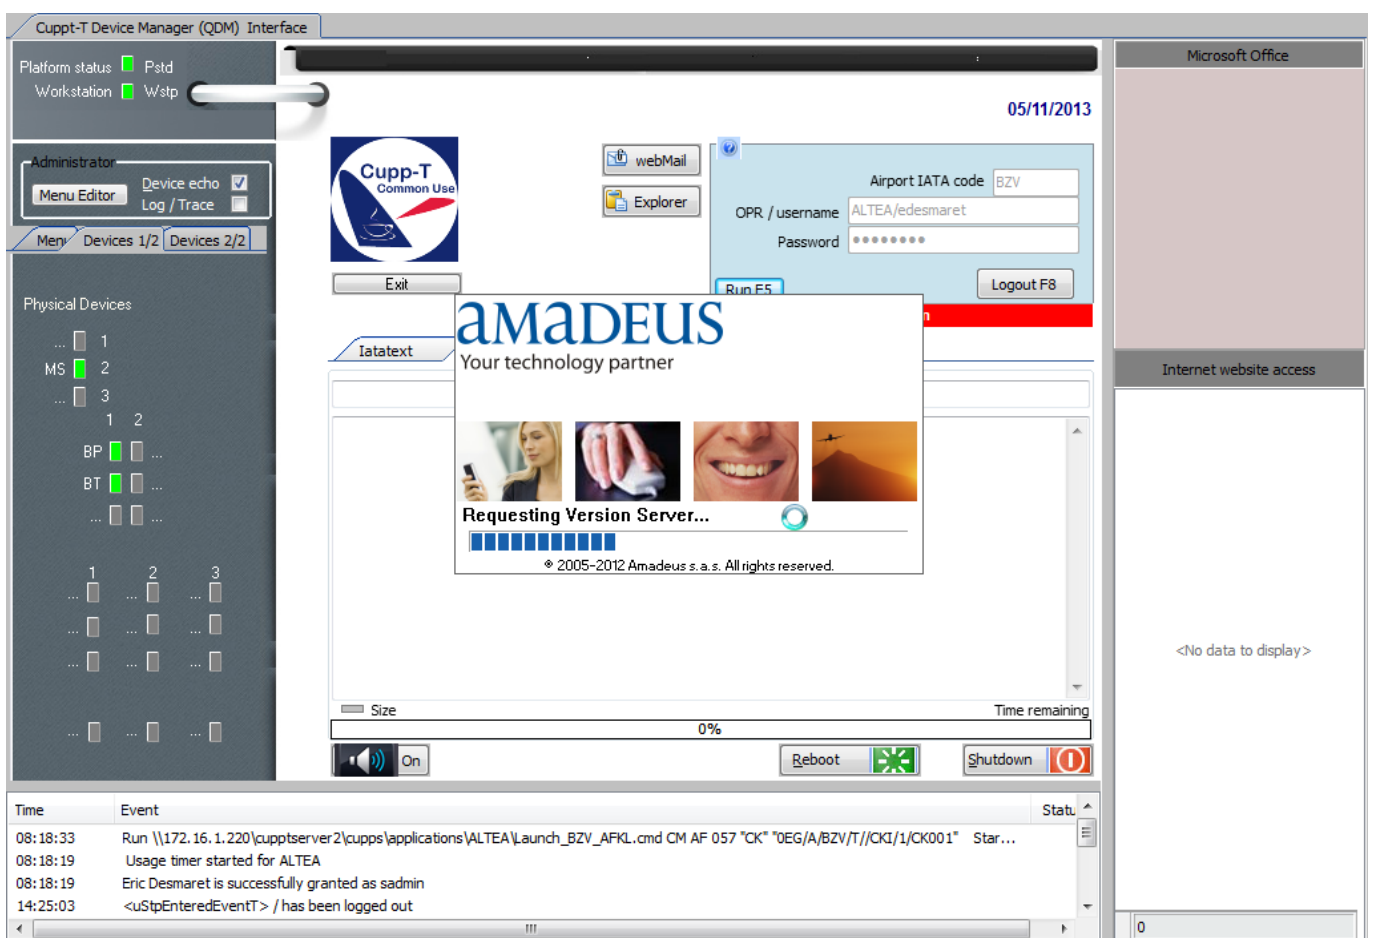 Cuppt-T Device Manager (QDM) Interface
Platform status Pstd
Workstation Wstp
Administrator
Menu Editor
Device echo
Log / Trace
Menu Devices 1/2 Devices 2/2
Physical Devices
... 1
MS 2
... 3
1 2
BP ...
BT ...
... ...
1 2 3
... ... ...
... ... ...
... ... ...
... ... ...
05/11/2013
Cupp-T
Common Use
Exit
webMail
Explorer
Airport IATA code BZV
OPR / username ALTEA/edesmaret
Password ●●●●●●●●
Run F5
Logout F8
n
Iatatext
amadeus
Your technology partner
Requesting Version Server...
© 2005-2012 Amadeus s.a.s. All rights reserved.
Size Time remaining
0%
On
Reboot
Shutdown
Microsoft Office
Internet website access
<No data to display>
0
Time Event Statu
08:18:33 Run \\172.16.1.220\cupptserver2\cupps\applications\ALTEA\Launch_BZV_AFKL.cmd CM AF 057 "CK" "0EG/A/BZV/T//CKI/1/CK001" Star...
08:18:19 Usage timer started for ALTEA
08:18:19 Eric Desmaret is successfully granted as sadmin
14:25:03 <uStpEnteredEventT> / has been logged out